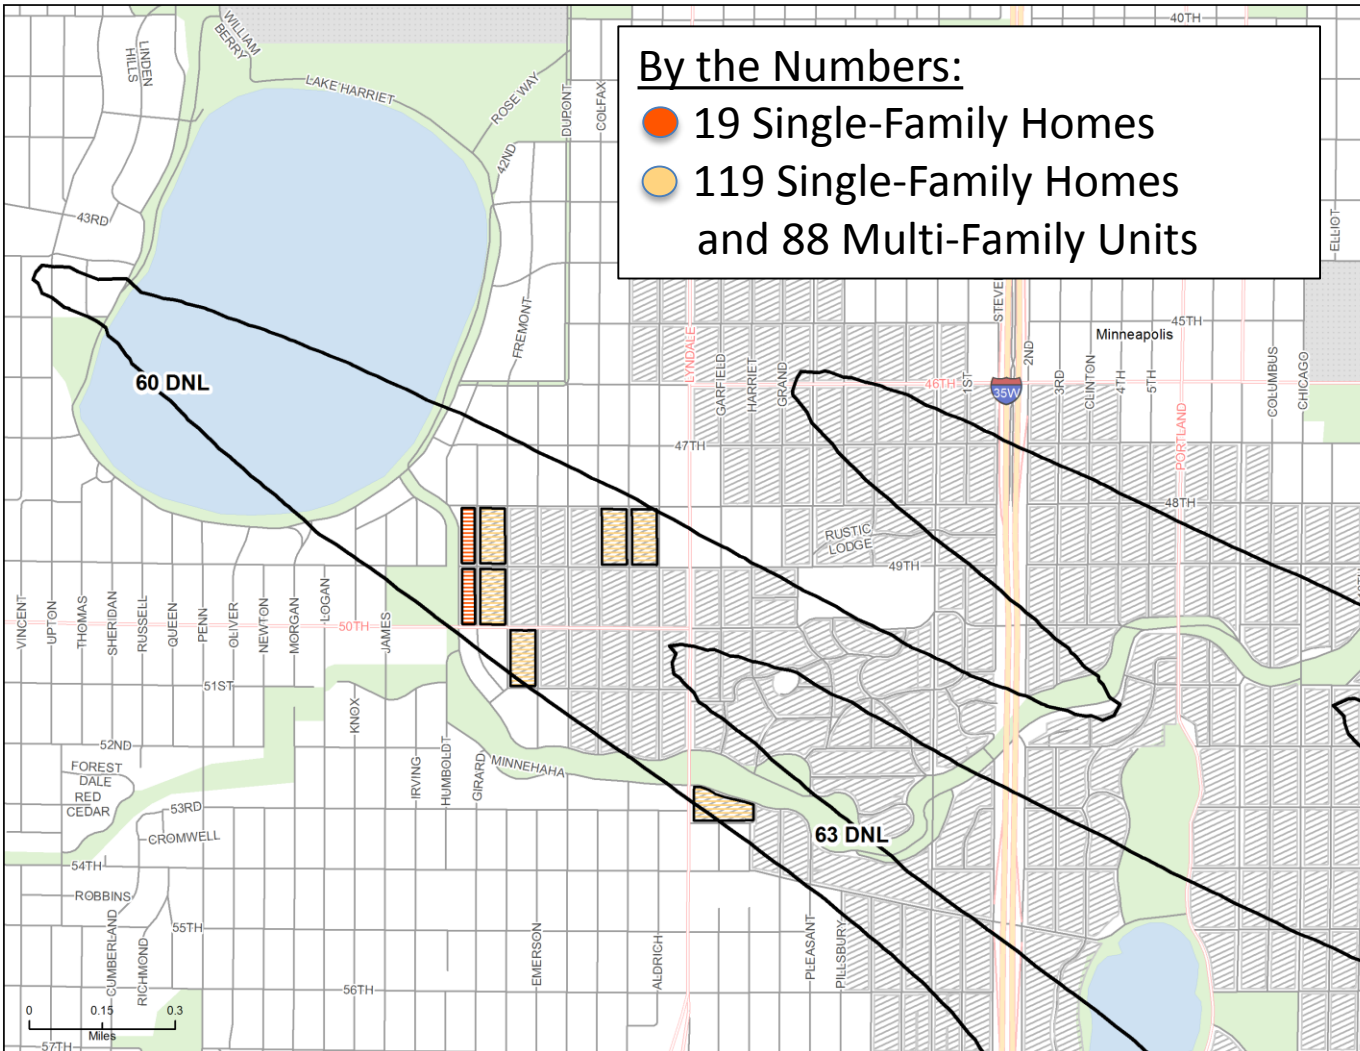 By the Numbers:
19 Single-Family Homes
119 Single-Family Homes
and 88 Multi-Family Units
40TH
WILLIAM
BERRY
LINDEN
HILLS
LAKE HARRIET
ROSE WAY
DUPONT
COLFAX
42ND
43RD
ELLIOT
FREMONT
60 DNL
LYNDALE
GARFIELD
HARRIET
GRAND
46TH
1ST
STEVE
35W
2ND
Minneapolis
45TH
3RD
CLINTON
4TH
5TH
PORTLAND
COLUMBUS
CHICAGO
47TH
48TH
RUSTIC
LODGE
49TH
VINCENT
UPTON
THOMAS
SHERIDAN
RUSSELL
QUEEN
PENN
OLIVER
NEWTON
MORGAN
LOGAN
50TH
JAMES
51ST
KNOX
52ND
IRVING
HUMBOLDT
GIRARD
MINNEHAHA
FOREST
DALE
RED
CEDAR
53RD
CROMWELL
63 DNL
54TH
ROBBINS
CUMBERLAND
RICHMOND
55TH
EMERSON
ALDRICH
PLEASANT
PILLSBURY
56TH
0 0.15 0.3
Miles
57TH